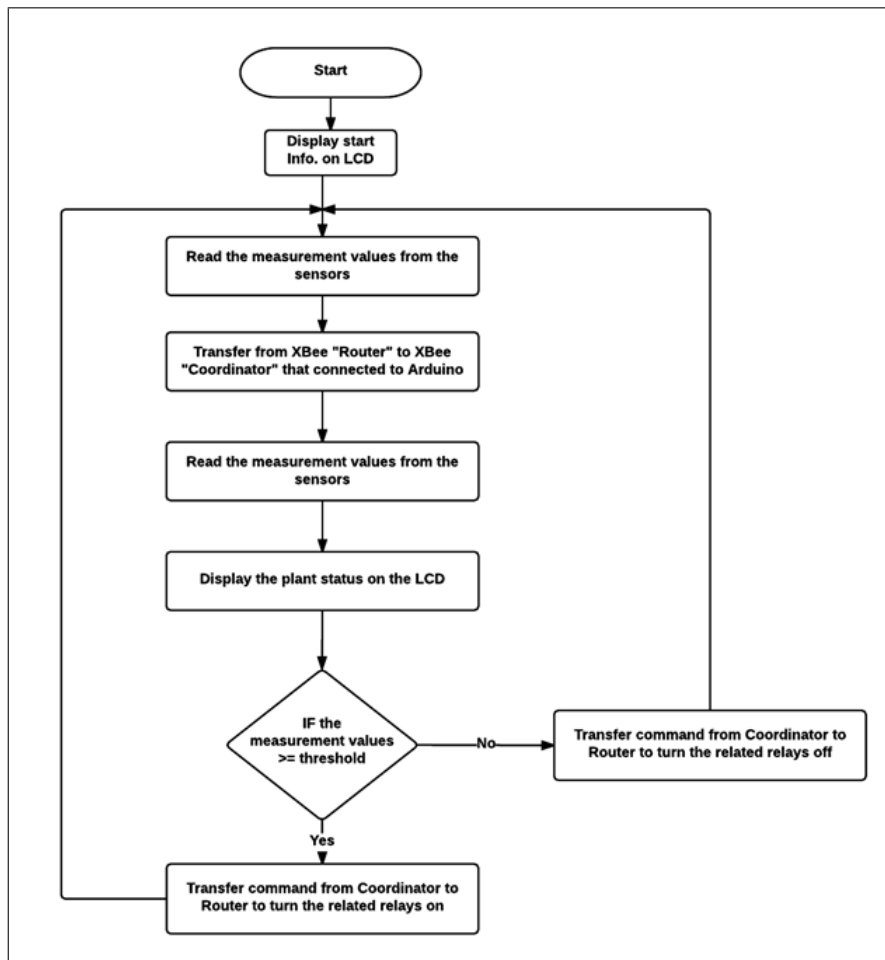 Start
Display start
Info. on LCD
Read the measurement values from the
sensors
Transfer from XBee "Router" to XBee
"Coordinator" that connected to Arduino
Read the measurement values from the
sensors
Display the plant status on the LCD
IF the
measurement values
>= threshold
No
Transfer command from Coordinator to
Router to turn the related relays off
Yes
Transfer command from Coordinator to
Router to turn the related relays on